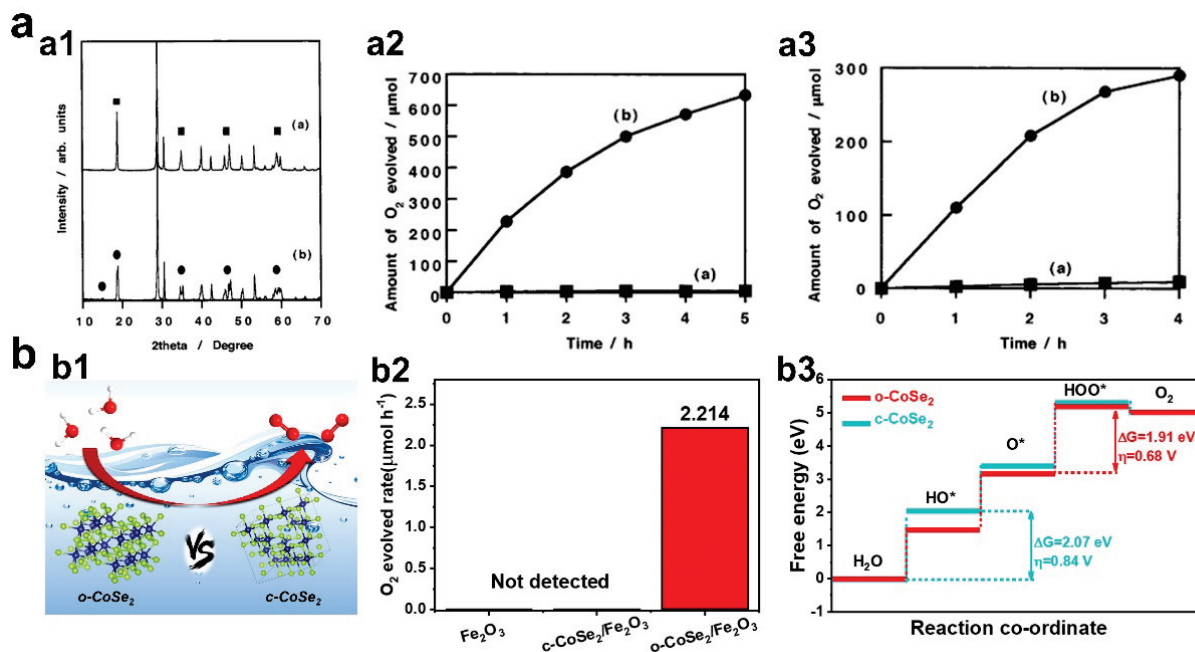 a
a1
Intensity / arb. units
(a)
(b)
10 20 30 40 50 60 70
2theta / Degree
a2
Amount of O₂ evolved / μmol
700
600
500
400
300
200
100
0
(b)
(a)
0 1 2 3 4 5
Time / h
a3
Amount of O₂ evolved / μmol
300
200
100
0
(b)
(a)
0 1 2 3 4
Time / h
b
b1
VS
o-CoSe₂
c-CoSe₂
b2
O₂ evolved rate(μmol h⁻¹)
2.5
2.0
1.5
1.0
0.5
0.0
2.214
Not detected
Fe₂O₃
c-CoSe₂/Fe₂O₃
o-CoSe₂/Fe₂O₃
b3
Free energy (eV)
6
5
4
3
2
1
0
-1
o-CoSe₂
c-CoSe₂
H₂O
HO*
O*
HOO*
O₂
ΔG=1.91 eV
η=0.68 V
ΔG=2.07 eV
η=0.84 V
Reaction co-ordinate